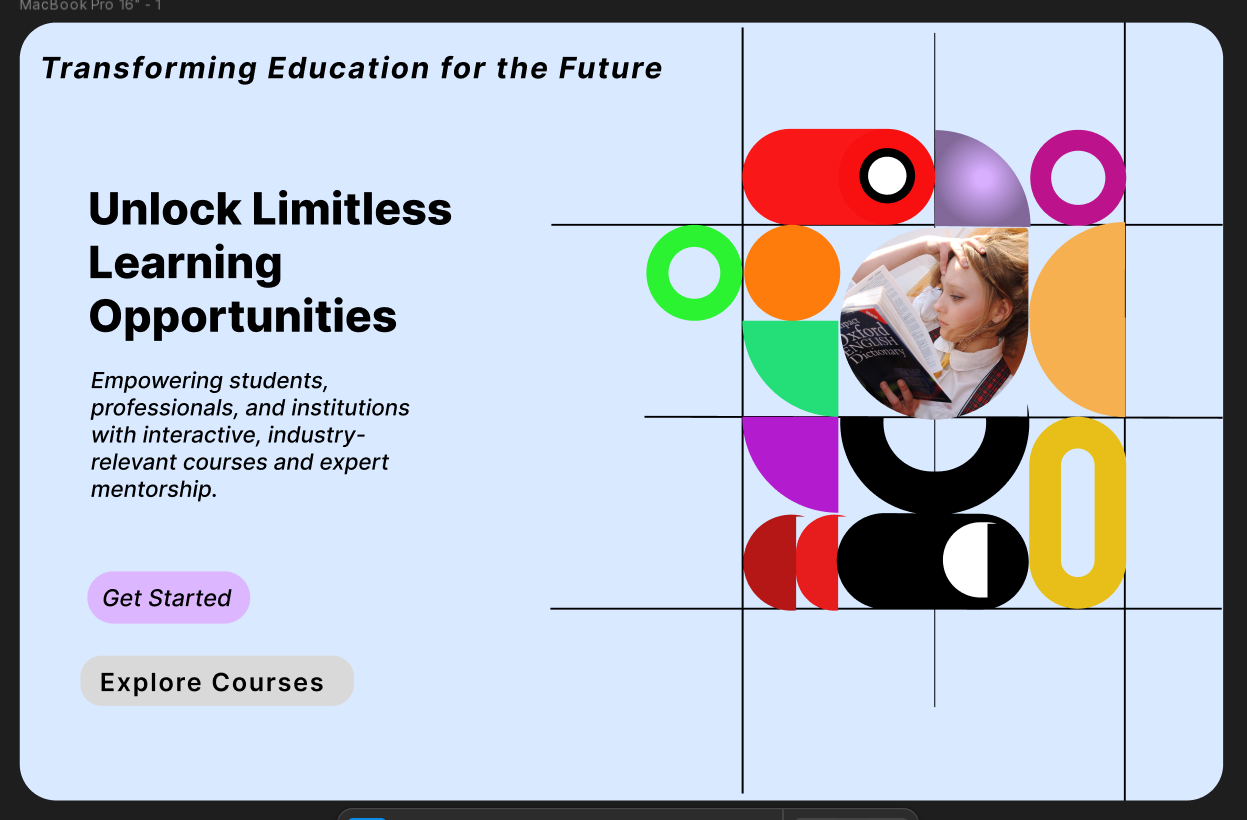 MacBook Pro 16" - 1
Transforming Education for the Future
Unlock Limitless
Learning
Opportunities
Empowering students,
professionals, and institutions
with interactive, industry-
relevant courses and expert
mentorship.
Get Started
Explore Courses
Oxford
ENGLISH
Dictionary